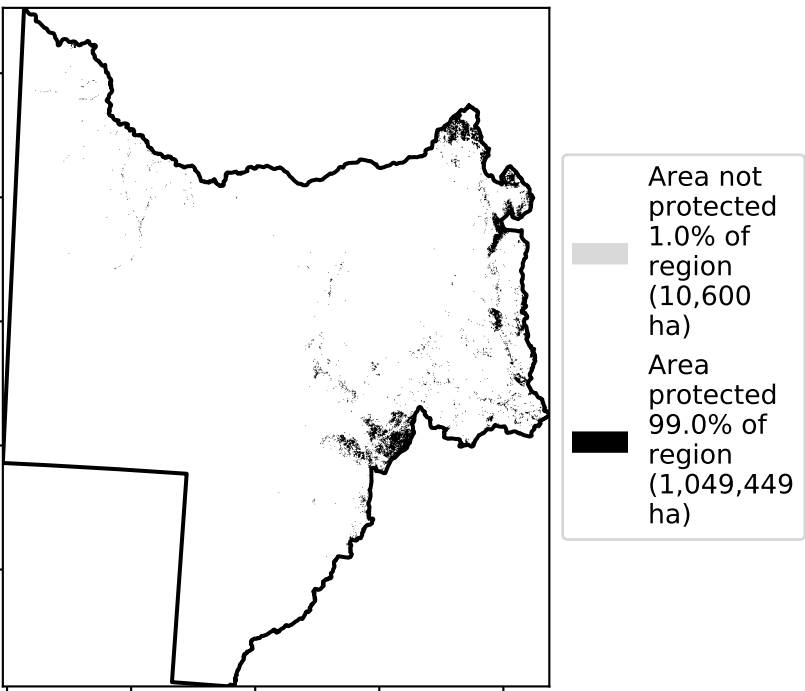 Area not
protected
1.0% of
region
(10,600
ha)
Area
protected
99.0% of
region
(1,049,449
ha)